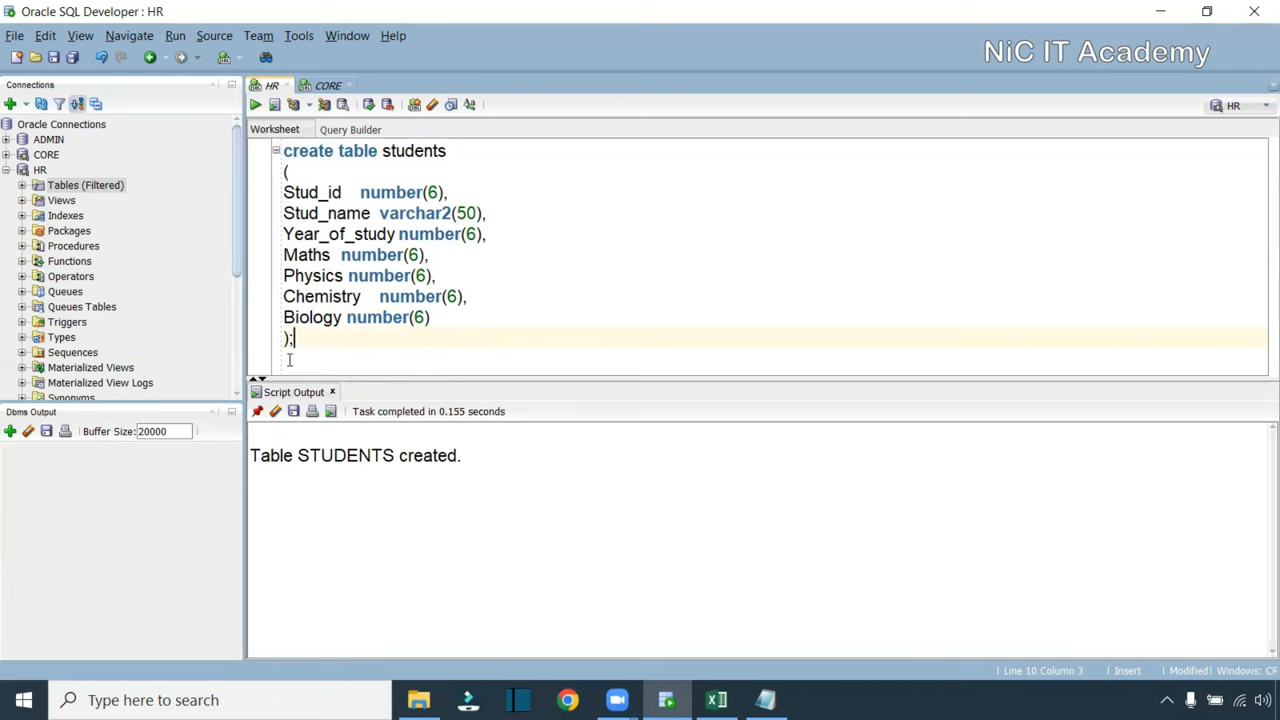 Oracle SQL Developer : HR
File Edit View Navigate Run Source Team Tools Window Help
NiC IT Academy
Connections
Oracle Connections
ADMIN
CORE
HR
Tables (Filtered)
Views
Indexes
Packages
Procedures
Functions
Operators
Queues
Queues Tables
Triggers
Types
Sequences
Materialized Views
Materialized View Logs
Synonyms
Dbms Output
Buffer Size: 20000
HR CORE
HR
Worksheet Query Builder
create table students
(
Stud_id number(6),
Stud_name varchar2(50),
Year_of_study number(6),
Maths number(6),
Physics number(6),
Chemistry number(6),
Biology number(6)
);
Script Output x
Task completed in 0.155 seconds
Table STUDENTS created.
Line 10 Column 3 Insert Modified Windows: CR
Type here to search